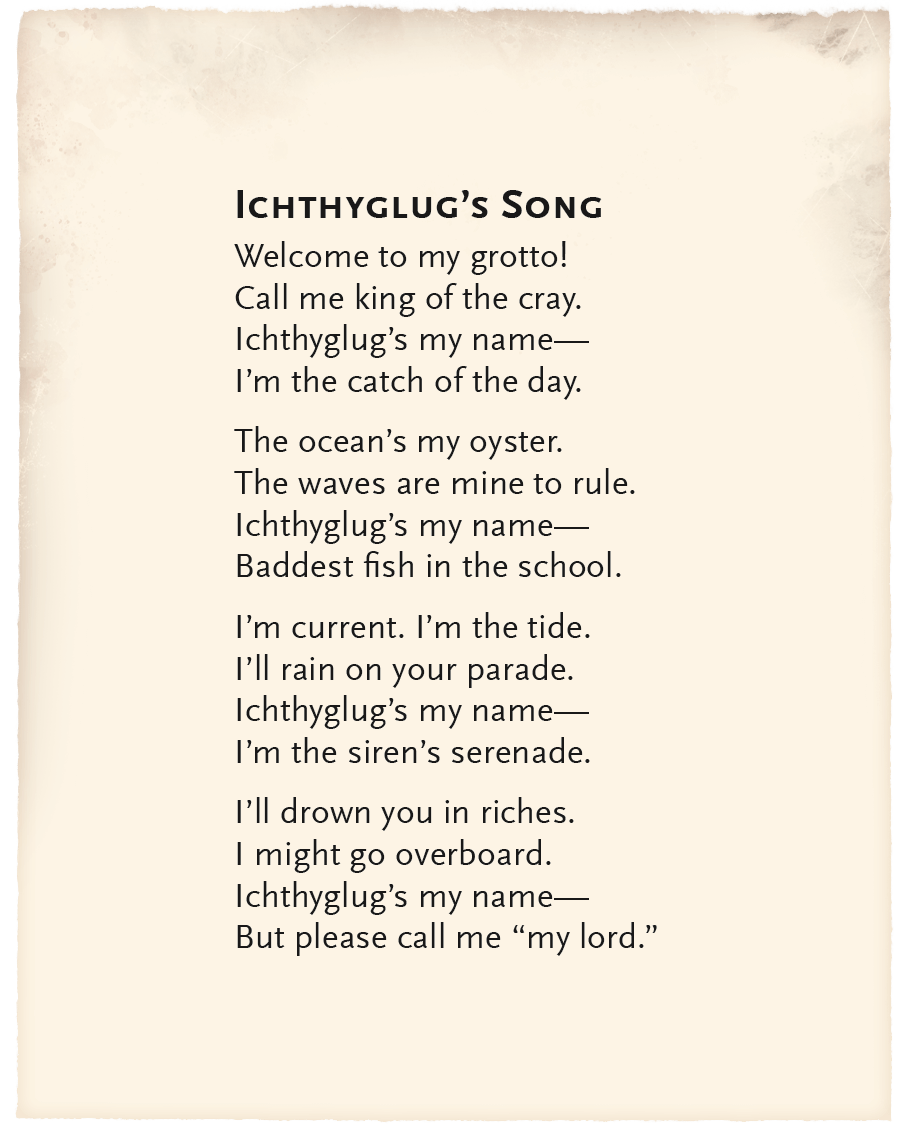 Ichthyglug’s Song
Welcome to my grotto!
Call me king of the cray.
Ichthyglug’s my name—
I’m the catch of the day.
The ocean’s my oyster.
The waves are mine to rule.
Ichthyglug’s my name—
Baddest fish in the school.
I’m current. I’m the tide.
I’ll rain on your parade.
Ichthyglug’s my name—
I’m the siren’s serenade.
I’ll drown you in riches.
I might go overboard.
Ichthyglug’s my name—
But please call me “my lord.”